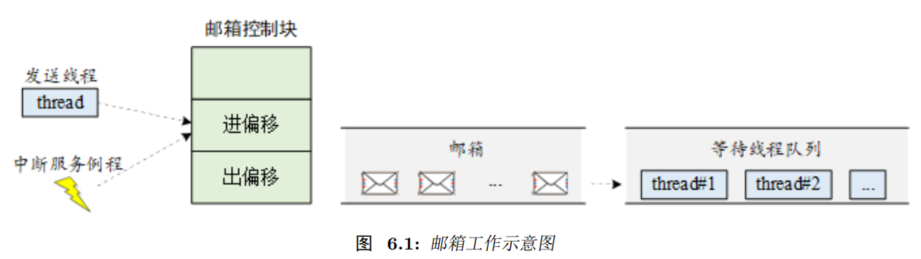 邮箱控制块
发送线程
thread
进偏移
中断服务例程
出偏移
邮箱
...
等待线程队列
thread#1
thread#2
...
图 6.1: 邮箱工作示意图